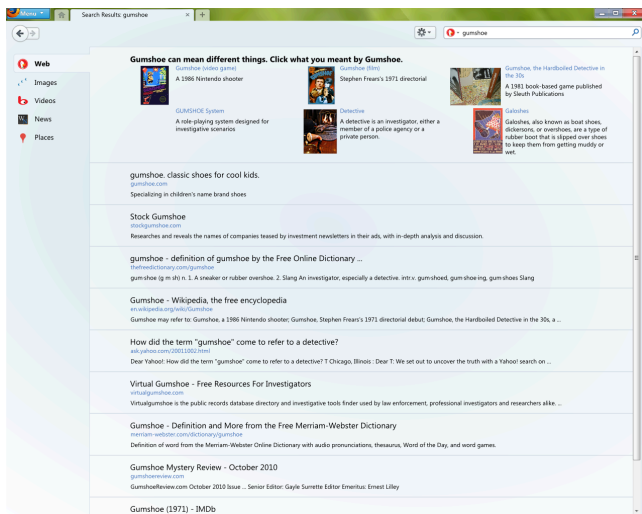 Menu
Search Results: gumshoe
gumshoe
Web
Images
Videos
News
Places
Gumshoe can mean different things. Click what you meant by Gumshoe.
Gumshoe (video game)
A 1986 Nintendo shooter
Gumshoe (film)
Stephen Frears's 1971 directorial
Gumshoe, the Hardboiled Detective in
the 30s
A 1981 book-based game published
by Sleuth Publications
GUMSHOE System
A role-playing system designed for
investigative scenarios
Detective
A detective is an investigator, either a
member of a police agency or a
private person.
Galoshes
Galoshes, also known as boat shoes,
dickersons, or overshoes, are a type of
rubber boot that is slipped over shoes
to keep them from getting muddy or
wet.
gumshoe. classic shoes for cool kids.
gumshoe.com
Specializing in children's name brand shoes
Stock Gumshoe
stockgumshoe.com
Researches and reveals the names of companies teased by investment newsletters in their ads, with in-depth analysis and discussion.
gumshoe - definition of gumshoe by the Free Online Dictionary ...
thefreedictionary.com/gumshoe
gum·shoe (g m sh) n. 1. A sneaker or rubber overshoe. 2. Slang An investigator, especially a detective. intr.v. gum·shoed, gum·shoe·ing, gum·shoes Slang
Gumshoe - Wikipedia, the free encyclopedia
en.wikipedia.org/wiki/Gumshoe
Gumshoe may refer to: Gumshoe, a 1986 Nintendo shooter; Gumshoe, Stephen Frears's 1971 directorial debut; Gumshoe, the Hardboiled Detective in the 30s, a ...
How did the term "gumshoe" come to refer to a detective?
ask.yahoo.com/20011002.html
Dear Yahoo!: How did the term "gumshoe" come to refer to a detective? T Chicago, Illinois : Dear T: We set out to uncover the truth with a Yahoo! search on ...
Virtual Gumshoe - Free Resources For Investigators
virtualgumshoe.com
Virtualgumshoe is the public records database directory and investigative tools finder used by law enforcement, professional investigators and researchers alike. ...
Gumshoe - Definition and More from the Free Merriam-Webster Dictionary
merriam-webster.com/dictionary/gumshoe
Definition of word from the Merriam-Webster Online Dictionary with audio pronunciations, thesaurus, Word of the Day, and word games.
Gumshoe Mystery Review - October 2010
gumshoereview.com
GumshoeReview.com October 2010 Issue ... Senior Editor: Gayle Surrette Editor Emeritus: Ernest Lilley
Gumshoe (1971) - IMDb